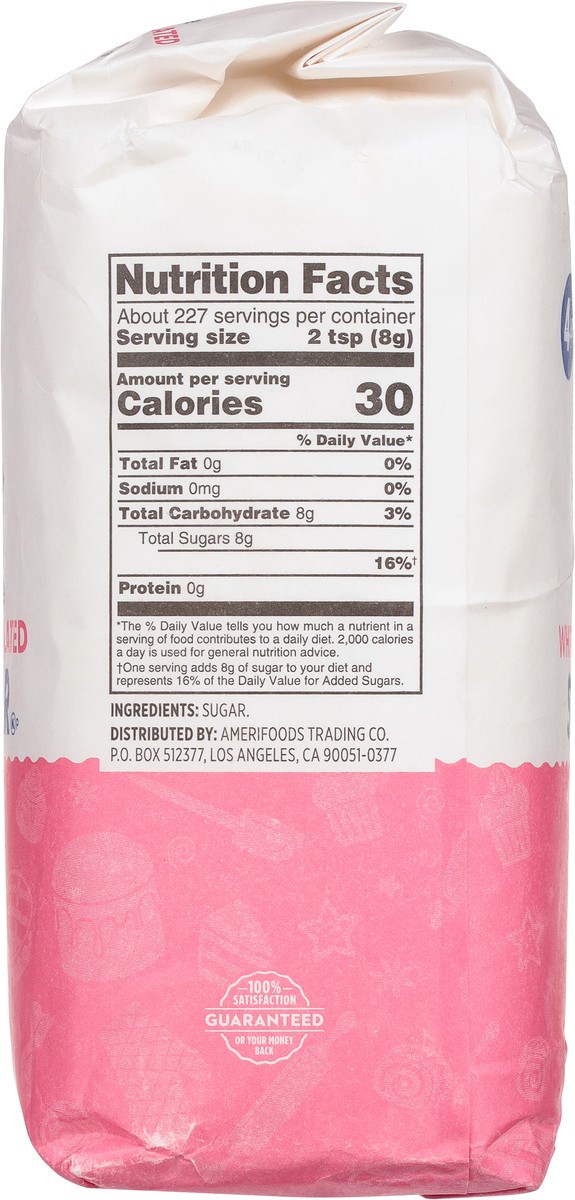 Nutrition Facts
About 227 servings per container
Serving size 2 tsp (8g)
Amount per serving
Calories 30
% Daily Value*
Total Fat 0g 0%
Sodium 0mg 0%
Total Carbohydrate 8g 3%
Total Sugars 8g
16%†
Protein 0g
*The % Daily Value tells you how much a nutrient in a
serving of food contributes to a daily diet. 2,000 calories
a day is used for general nutrition advice.
†One serving adds 8g of sugar to your diet and
represents 16% of the Daily Value for Added Sugars.
INGREDIENTS: SUGAR.
DISTRIBUTED BY: AMERIFOODS TRADING CO.
P.O. BOX 512377, LOS ANGELES, CA 90051-0377
100%
SATISFACTION
GUARANTEED
OR YOUR MONEY
BACK